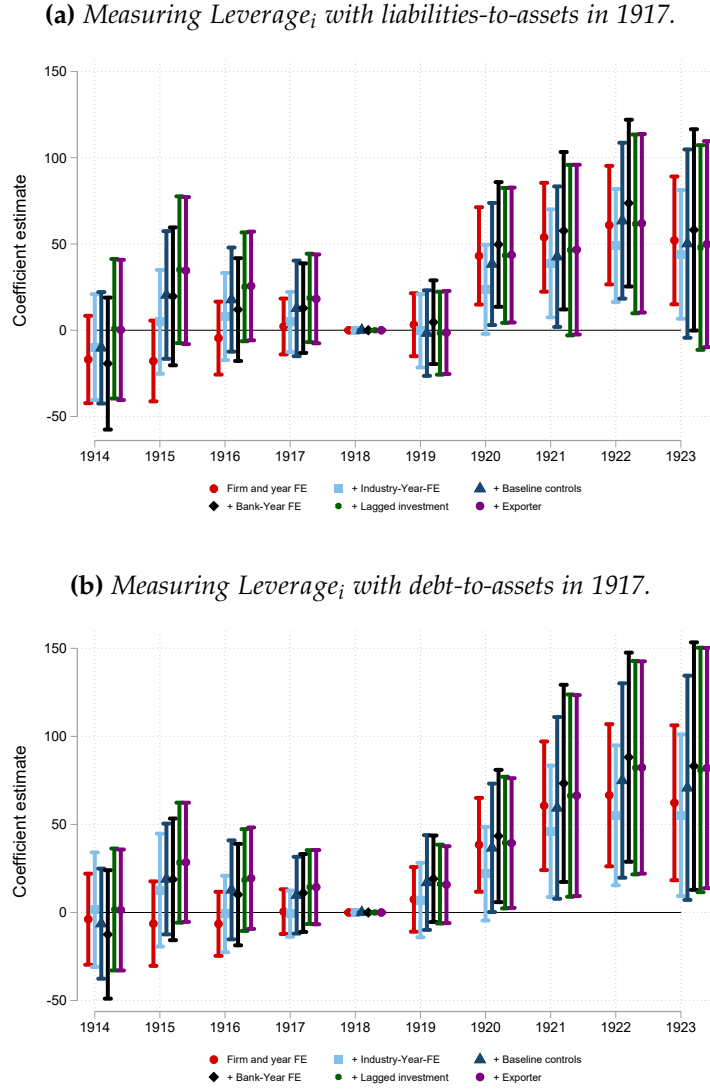 (a) Measuring Leverageᵢ with liabilities-to-assets in 1917.
150
100
50
0
-50
Coefficient estimate
1914 1915 1916 1917 1918 1919 1920 1921 1922 1923
Firm and year FE + Industry-Year-FE + Baseline controls
+ Bank-Year FE + Lagged investment + Exporter
(b) Measuring Leverageᵢ with debt-to-assets in 1917.
150
100
50
0
-50
Coefficient estimate
1914 1915 1916 1917 1918 1919 1920 1921 1922 1923
Firm and year FE + Industry-Year-FE + Baseline controls
+ Bank-Year FE + Lagged investment + Exporter